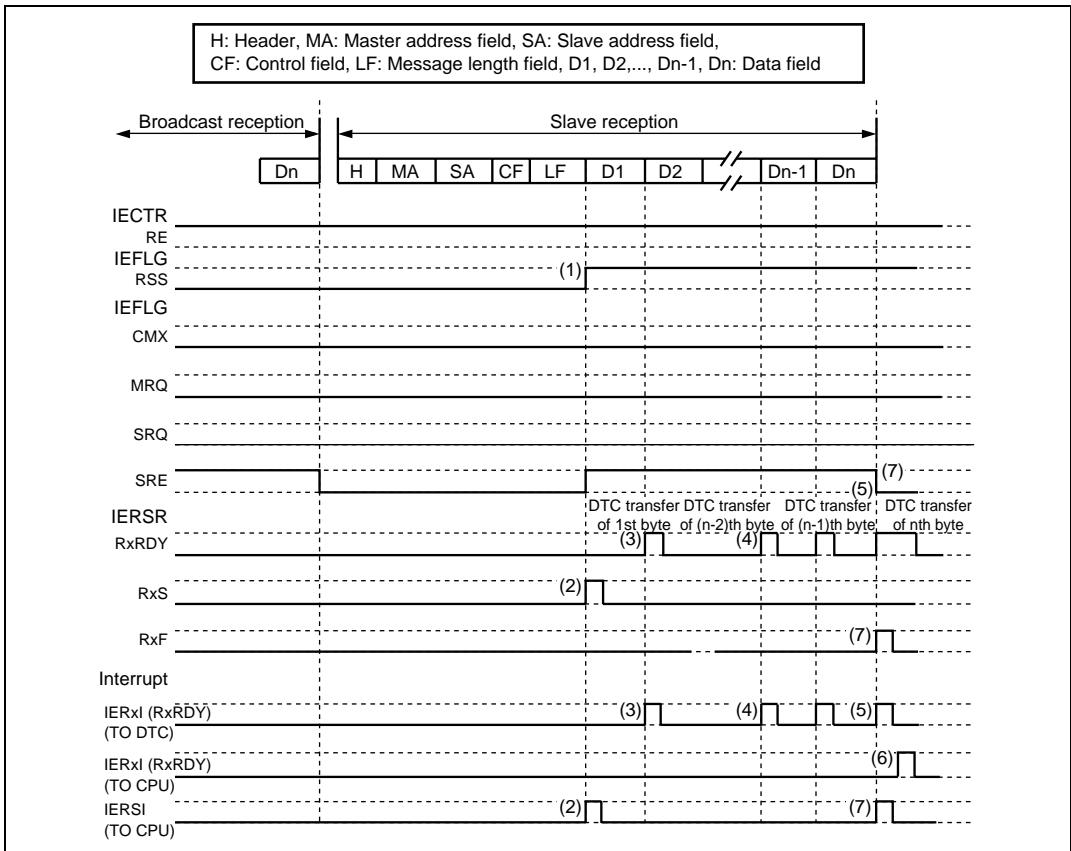 H: Header, MA: Master address field, SA: Slave address field,
CF: Control field, LF: Message length field, D1, D2,..., Dn-1, Dn: Data field
Broadcast reception
Slave reception
Dn H MA SA CF LF D1 D2 Dn-1 Dn
IECTR
RE
IEFLG
RSS (1)
IEFLG
CMX
MRQ
SRQ
SRE (5) (7)
DTC transfer DTC transfer DTC transfer DTC transfer
of 1st byte of (n-2)th byte of (n-1)th byte of nth byte
IERSR
RxRDY (3) (4)
RxS (2)
RxF (7)
Interrupt
IERxI (RxRDY) (3) (4) (5)
(TO DTC)
IERxI (RxRDY) (6)
(TO CPU)
IERSI (2) (7)
(TO CPU)